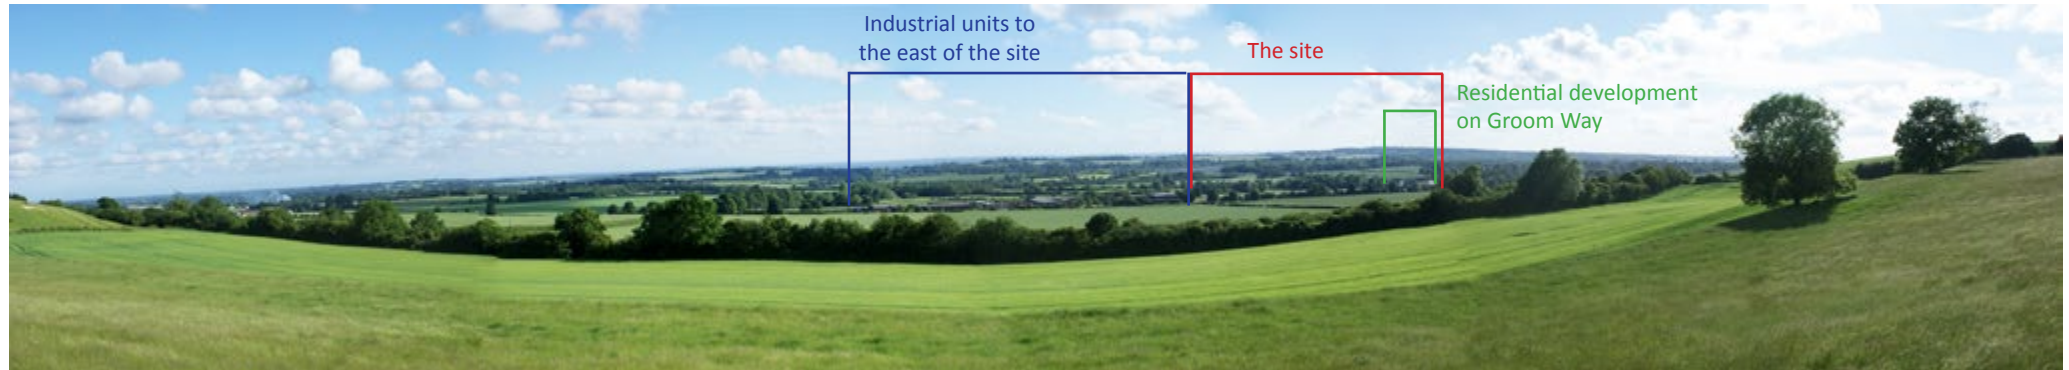 Industrial units to
the east of the site
The site
Residential development
on Groom Way